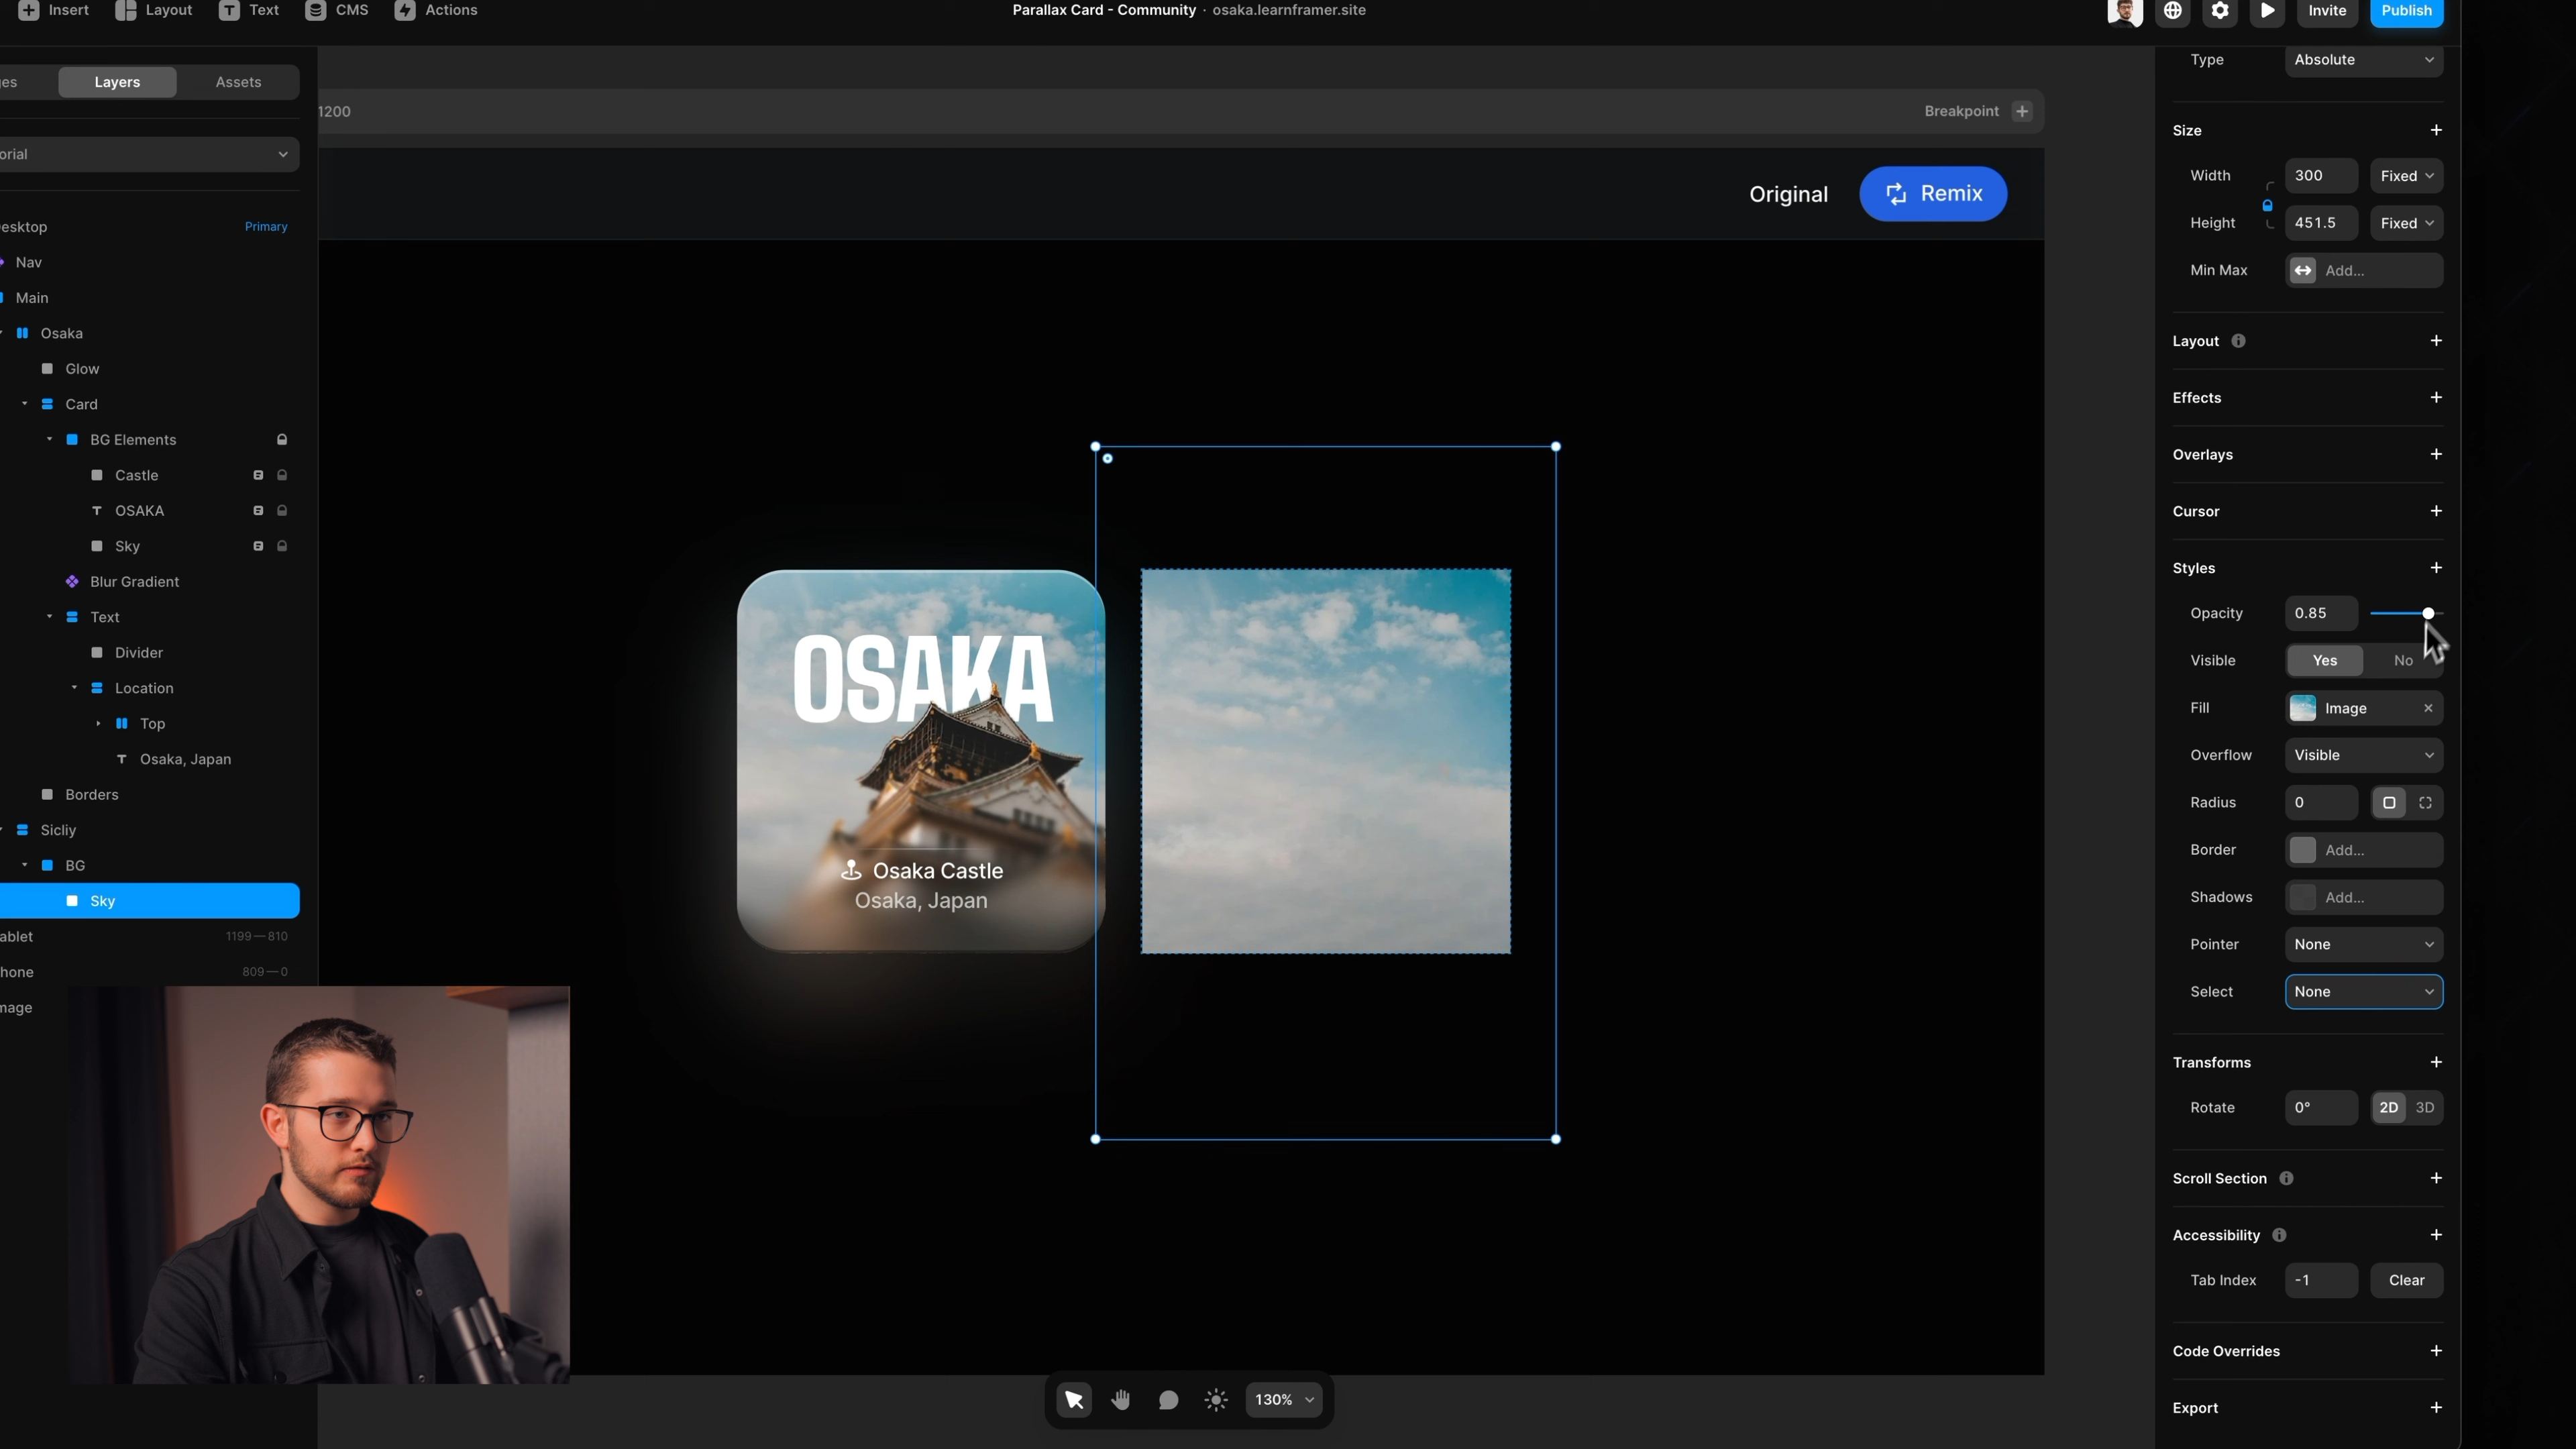 Insert
Layout
Text
CMS
Actions
Parallax Card - Community · osaka.learnframer.site
Invite
Publish
ges
Layers
Assets
orial
esktop
Primary
Nav
Main
Osaka
Glow
Card
BG Elements
Castle
OSAKA
Sky
Blur Gradient
Text
Divider
Location
Top
Osaka, Japan
Borders
Sicliy
BG
Sky
ablet
1199 — 810
hone
809 — 0
mage
1200
Breakpoint
Original
Remix
OSAKA
Osaka Castle
Osaka, Japan
130%
Type
Absolute
Size
Width
300
Fixed
Height
451.5
Fixed
Min Max
Add...
Layout
Effects
Overlays
Cursor
Styles
Opacity
0.85
Visible
Yes
No
Fill
Image
Overflow
Visible
Radius
0
Border
Add...
Shadows
Add...
Pointer
None
Select
None
Transforms
Rotate
0°
2D
3D
Scroll Section
Accessibility
Tab Index
-1
Clear
Code Overrides
Export